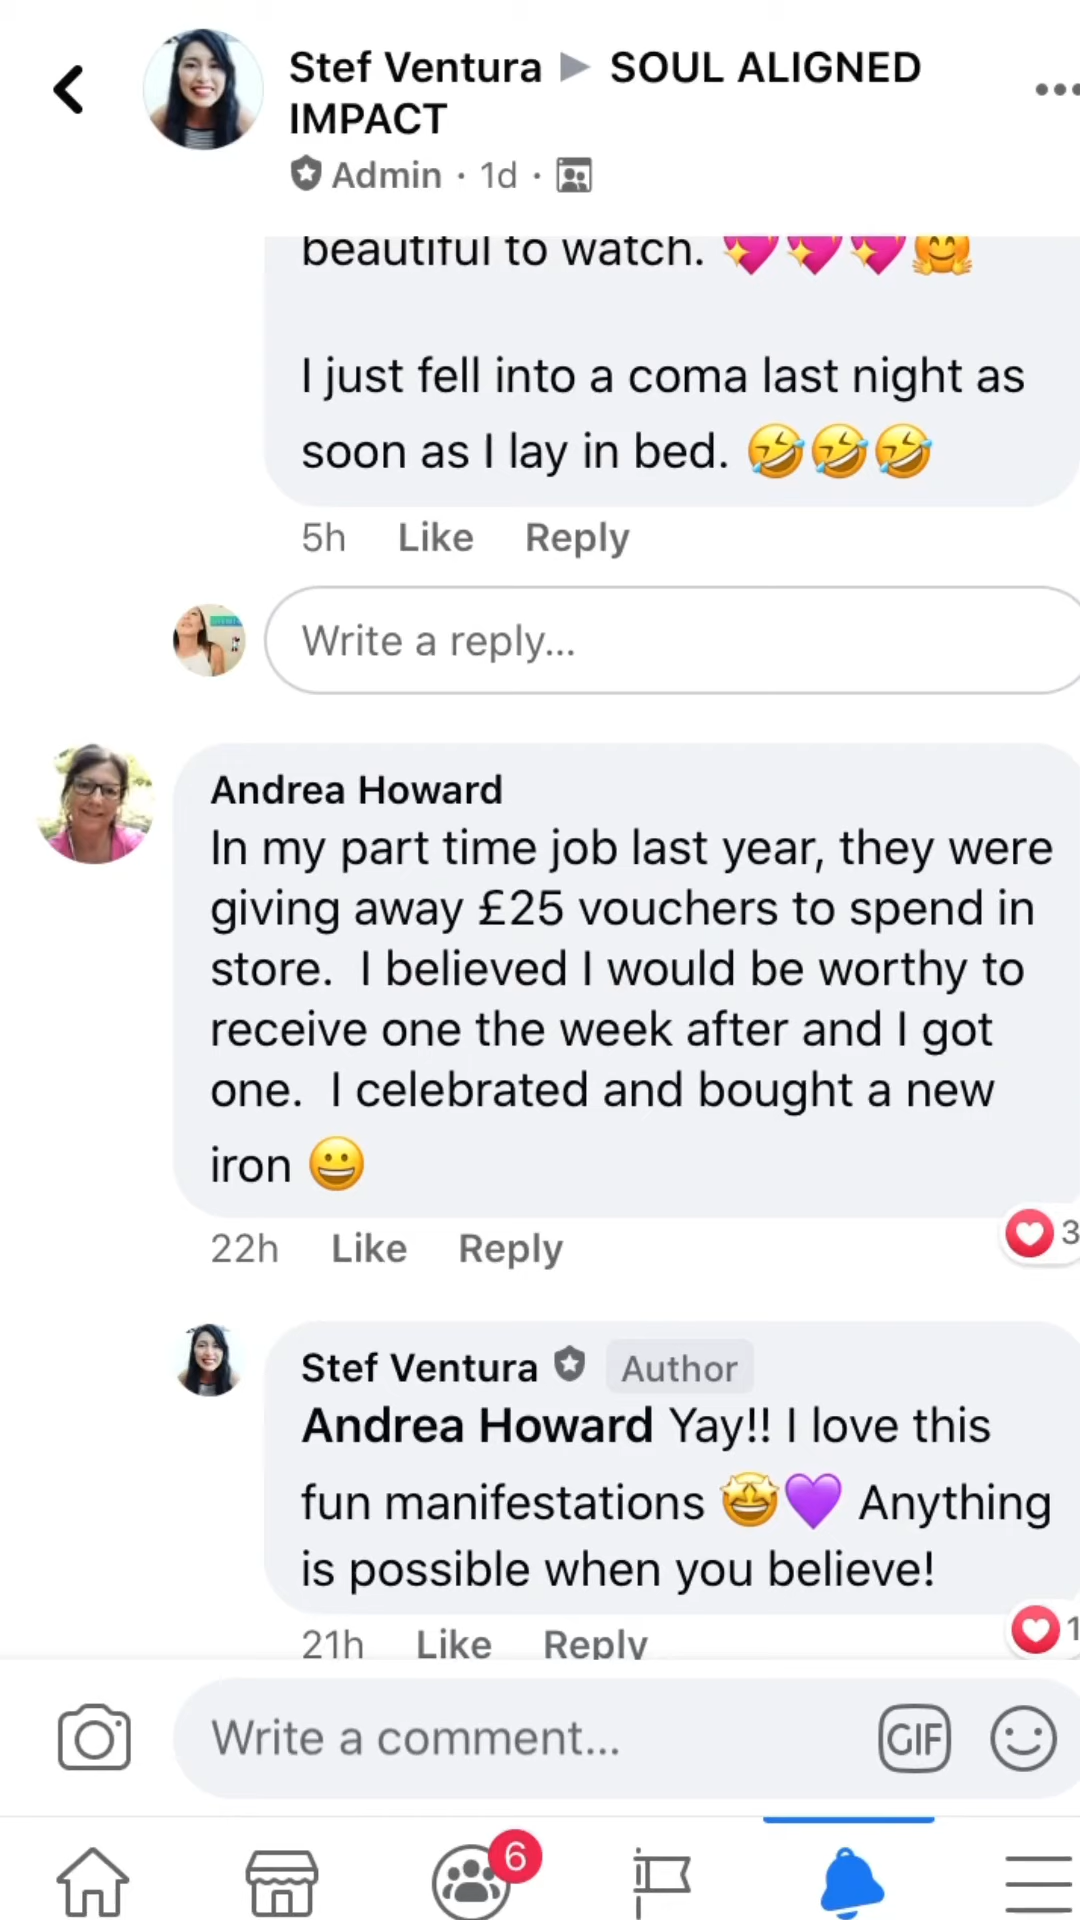 Stef Ventura ▶ SOUL ALIGNED
IMPACT
Admin · 1d ·
beautiful to watch. 💖💖💖🤗
I just fell into a coma last night as
soon as I lay in bed. 🤣🤣🤣
5h Like Reply
Write a reply...
Andrea Howard
In my part time job last year, they were
giving away £25 vouchers to spend in
store.  I believed I would be worthy to
receive one the week after and I got
one.  I celebrated and bought a new
iron 😀
22h Like Reply
3
Stef Ventura Author
Andrea Howard Yay!! I love this
fun manifestations 🤩💜 Anything
is possible when you believe!
21h Like Reply
1
Write a comment...
GIF
6